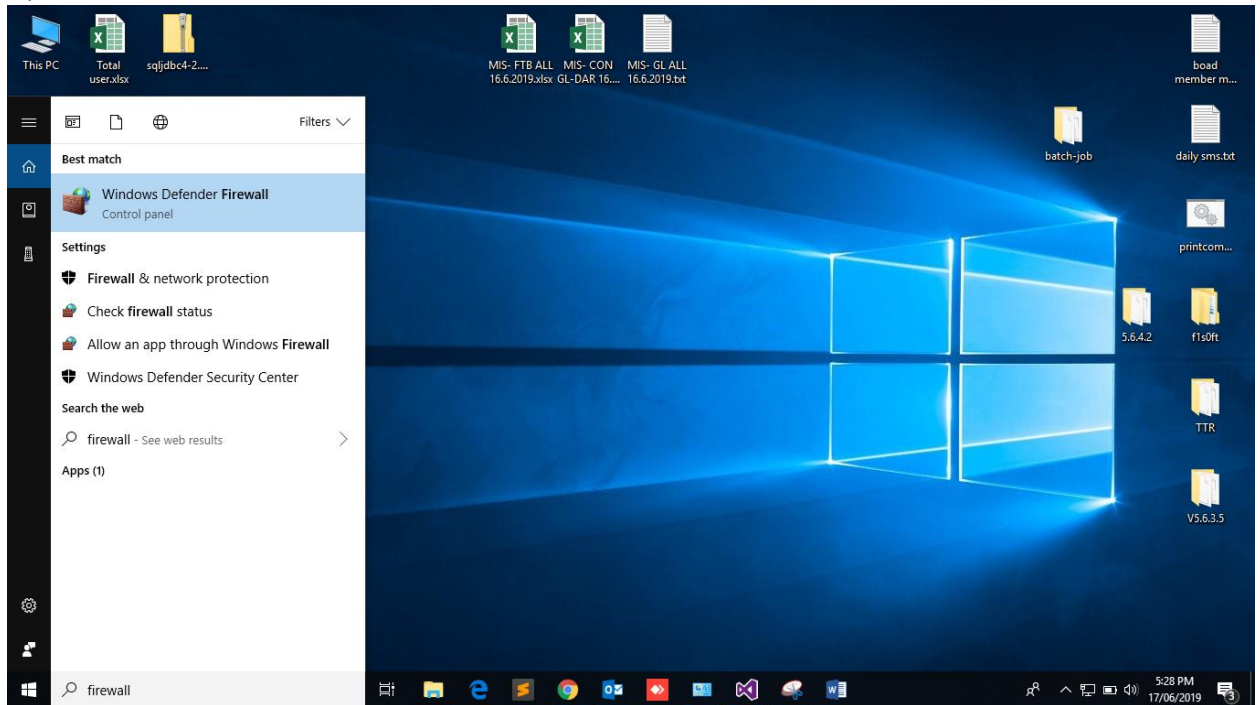 This PC
Total
user.xlsx
sqljdbc4-2....
MIS- FTB ALL
16.6.2019.xlsx
MIS- CON
GL-DAR 16....
MIS- GL ALL
16.6.2019.txt
boad
member m...
Filters
Best match
Windows Defender Firewall
Control panel
batch-job
daily sms.txt
Settings
Firewall & network protection
printcom...
Check firewall status
Allow an app through Windows Firewall
5.6.4.2
f1s0ft
Windows Defender Security Center
Search the web
firewall - See web results
TTR
Apps (1)
V5.6.3.5
firewall
5:28 PM
17/06/2019
3